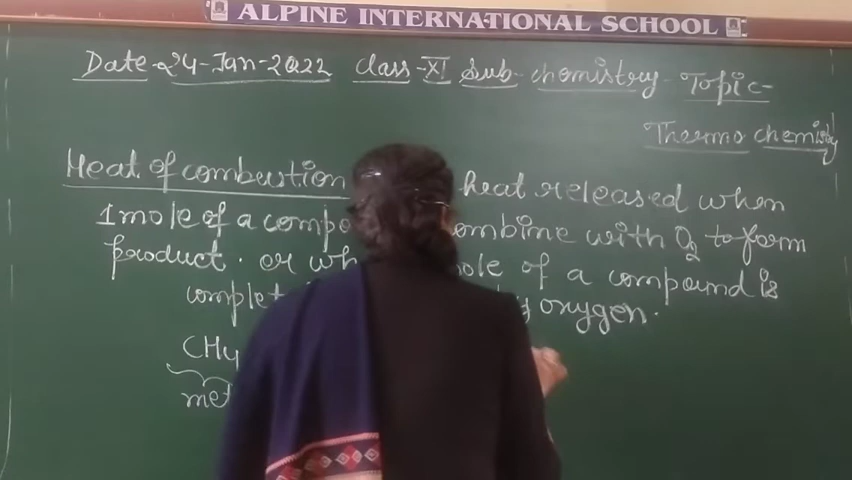 ALPINE INTERNATIONAL SCHOOL
Date-24-Jan-2022 Class-XI Sub-chemistry-Topic-
Thermo chemistry
Heat of combustion heat released when
1 mole of a compo ombine with O2 to form
product. or wh ole of a compound is
complet oxygen.
CH4
met